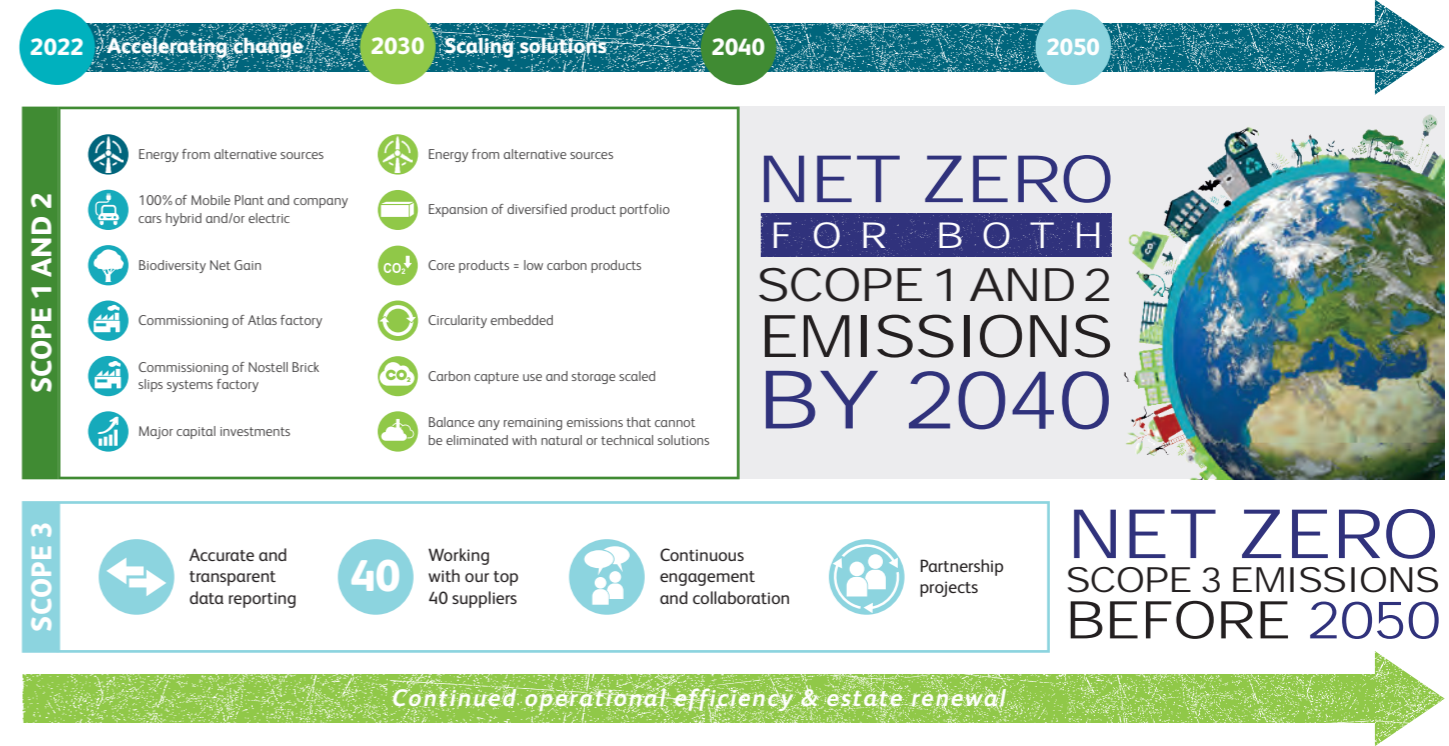 2022 Accelerating change 2030 Scaling solutions 2040 2050
SCOPE 1 AND 2
Energy from alternative sources
100% of Mobile Plant and company
cars hybrid and/or electric
Biodiversity Net Gain
Commissioning of Atlas factory
Commissioning of Nostell Brick
slips systems factory
Major capital investments
Energy from alternative sources
Expansion of diversified product portfolio
CO₂
Core products = low carbon products
Circularity embedded
CO₂
Carbon capture use and storage scaled
Balance any remaining emissions that cannot
be eliminated with natural or technical solutions
NET ZERO
FOR BOTH
SCOPE 1 AND 2
EMISSIONS
BY 2040
SCOPE 3
Accurate and
transparent
data reporting
40
Working
with our top
40 suppliers
Continuous
engagement
and collaboration
Partnership
projects
NET ZERO
SCOPE 3 EMISSIONS
BEFORE 2050
Continued operational efficiency & estate renewal